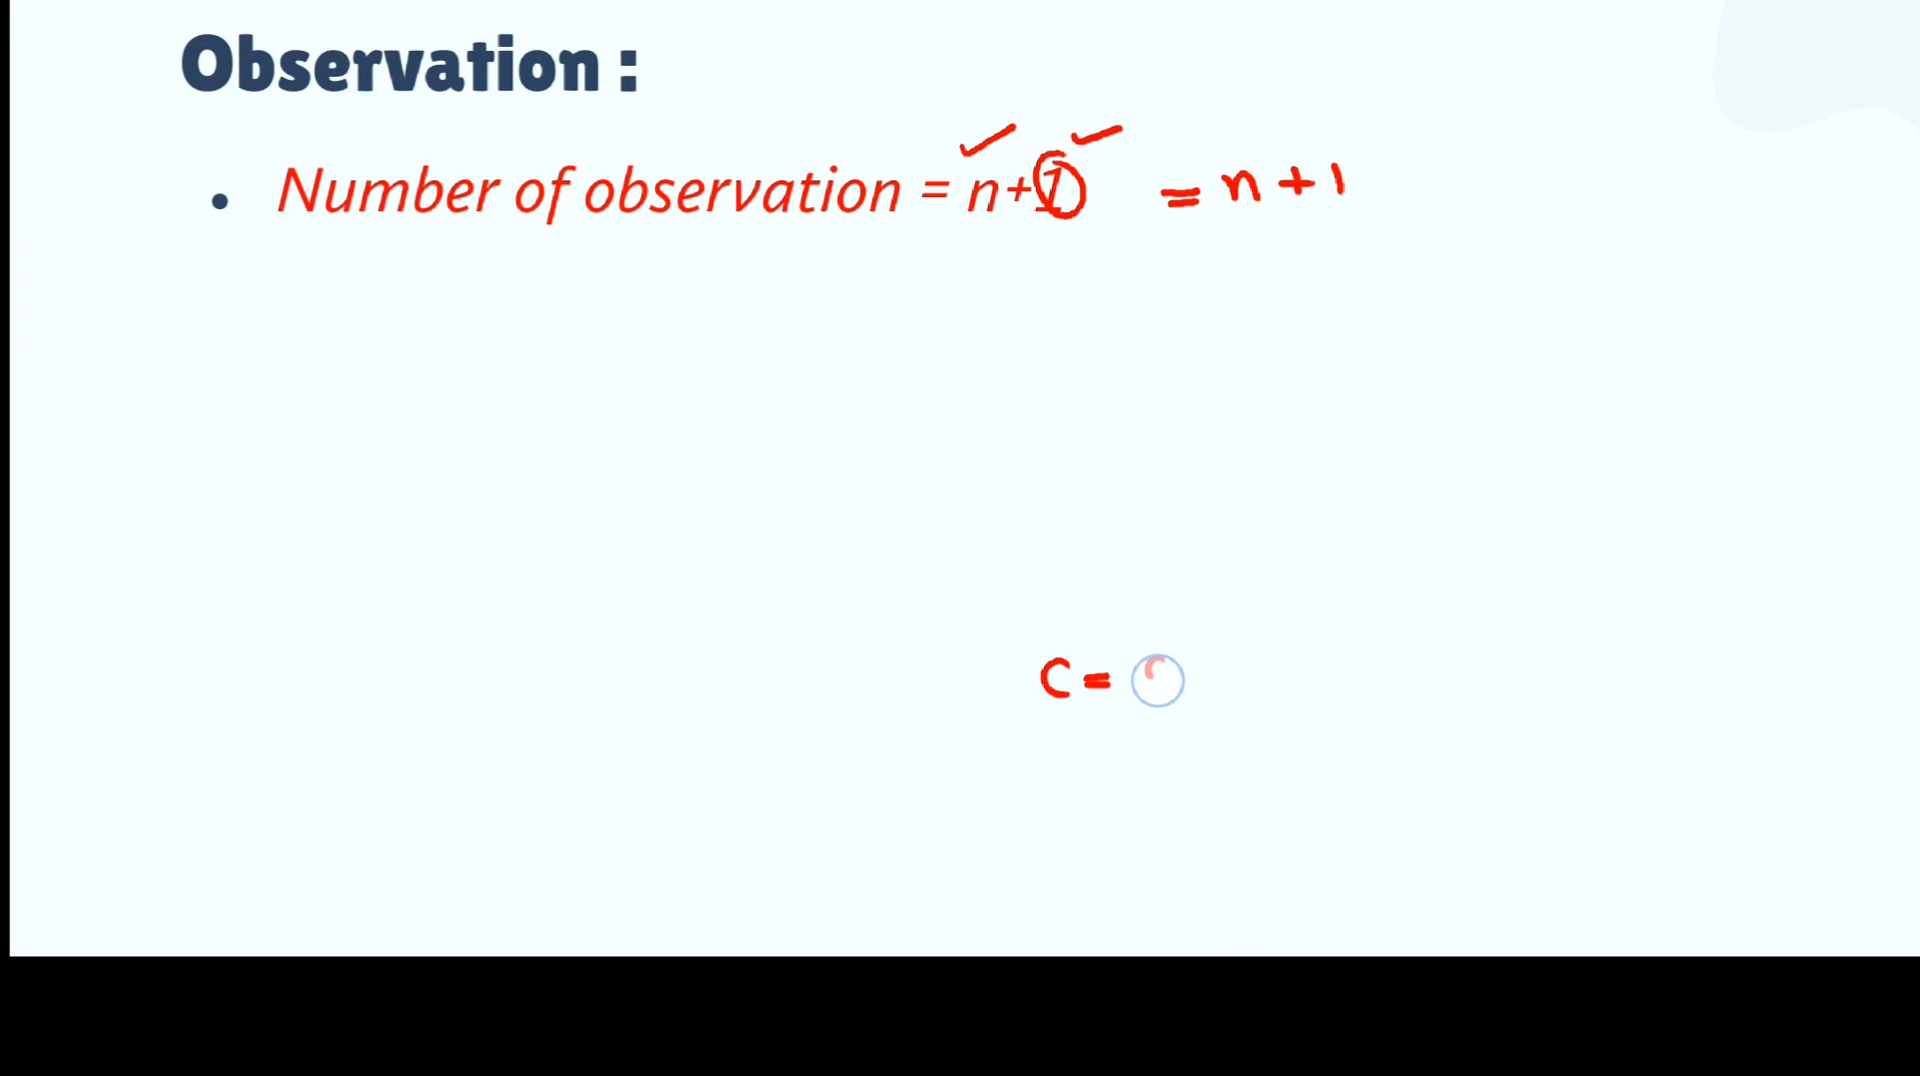 Observation :
• Number of observation = n+1 = n + 1
C =